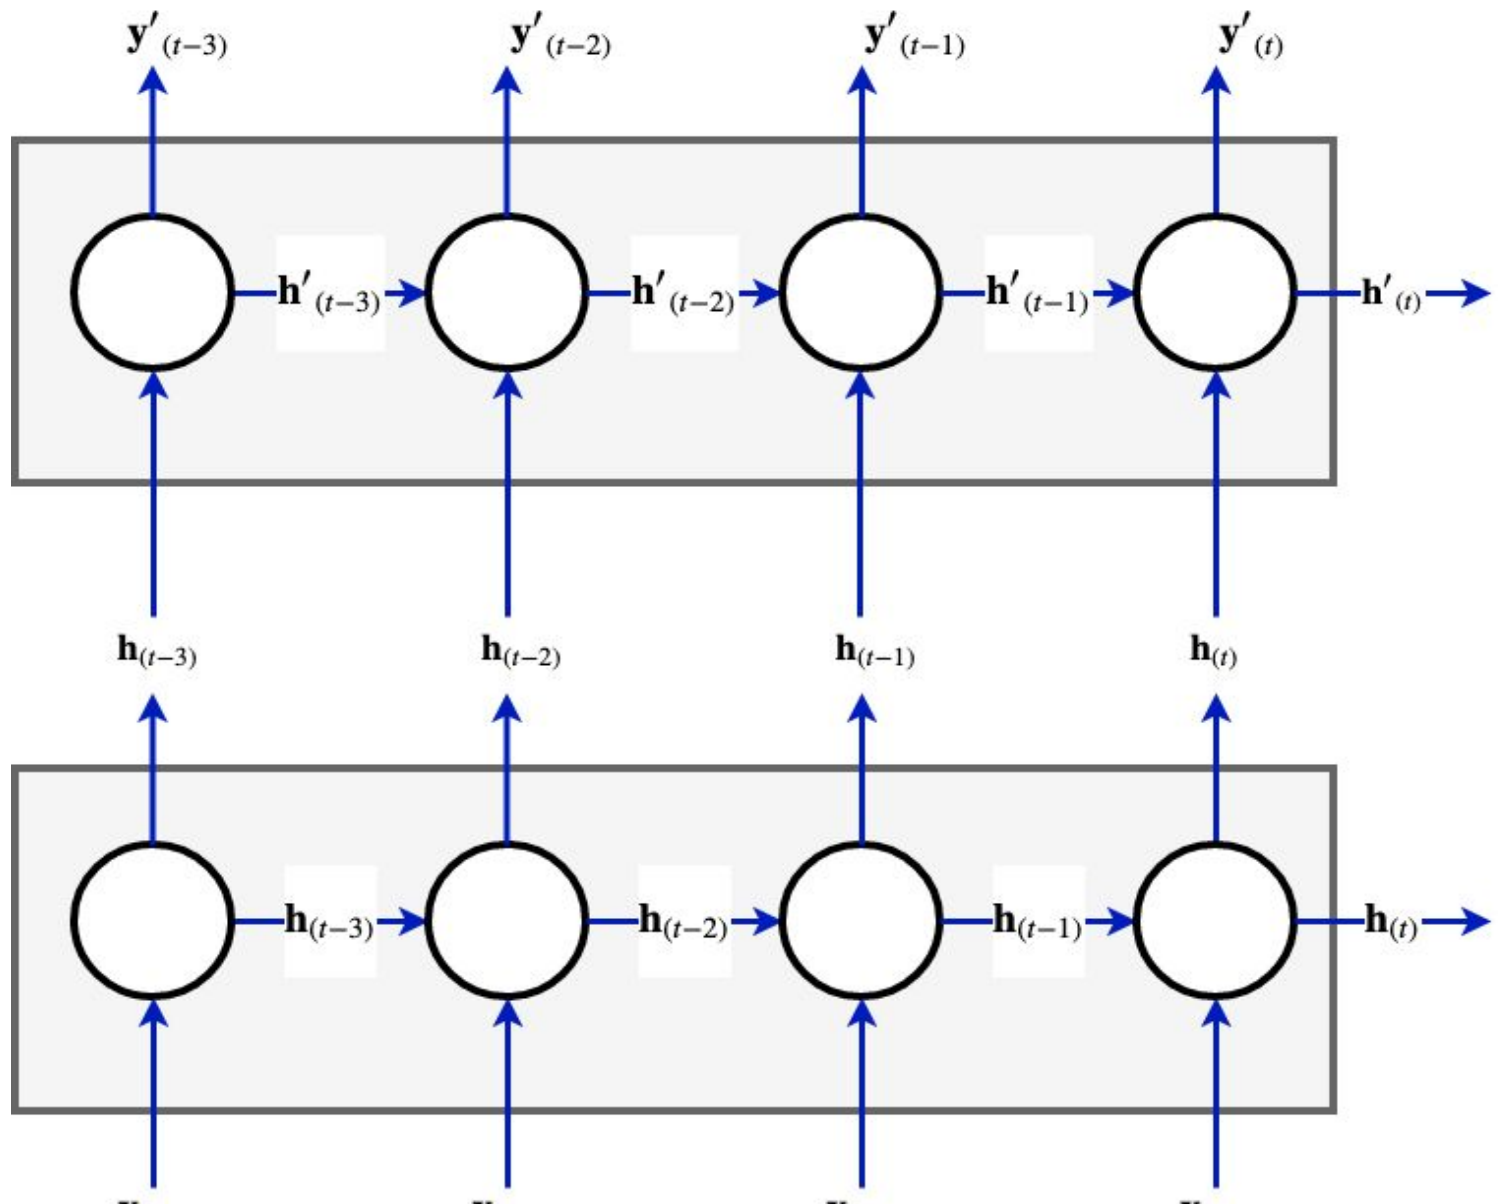 y′(t−3) y′(t−2) y′(t−1) y′(t)
h′(t−3) h′(t−2) h′(t−1) h′(t)
h(t−3) h(t−2) h(t−1) h(t)
h(t−3) h(t−2) h(t−1) h(t)